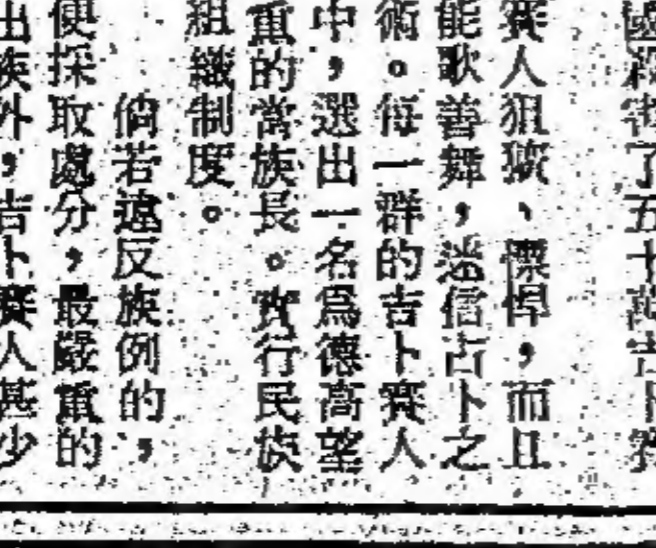 國殺害了五十萬吉卜賽
賽人狙獗、慓悍,而且
能歌善舞,迷信占卜之
術。每一群的吉卜賽人
中,選出一名爲德高望
重的當族長。實行民族
組織制度。
倘若違反族例的,
便採取處分,最嚴重的
出族外,吉卜賽人甚少